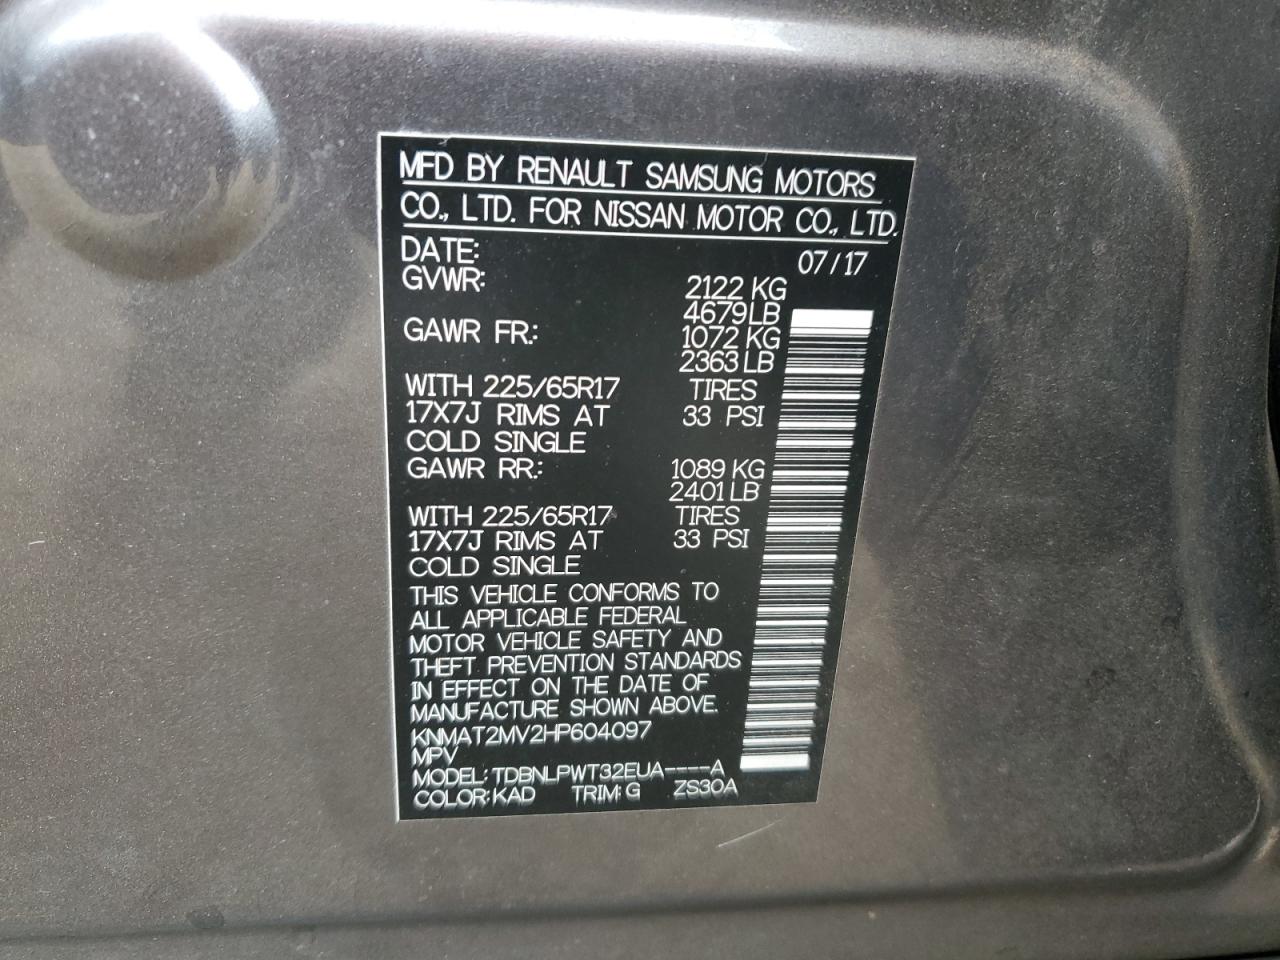 MFD BY RENAULT SAMSUNG MOTORS
CO., LTD. FOR NISSAN MOTOR CO., LTD.
DATE: 07/17
GVWR: 2122 KG
4679 LB
GAWR FR.: 1072 KG
2363 LB
WITH 225/65R17 TIRES
17X7J RIMS AT 33 PSI
COLD SINGLE
GAWR RR.: 1089 KG
2401 LB
WITH 225/65R17 TIRES
17X7J RIMS AT 33 PSI
COLD SINGLE
THIS VEHICLE CONFORMS TO
ALL APPLICABLE FEDERAL
MOTOR VEHICLE SAFETY AND
THEFT PREVENTION STANDARDS
IN EFFECT ON THE DATE OF
MANUFACTURE SHOWN ABOVE.
KNMAT2MV2HP604097
MPV
MODEL: TDBNLPWT32EUA----A
COLOR: KAD TRIM: G ZS30A